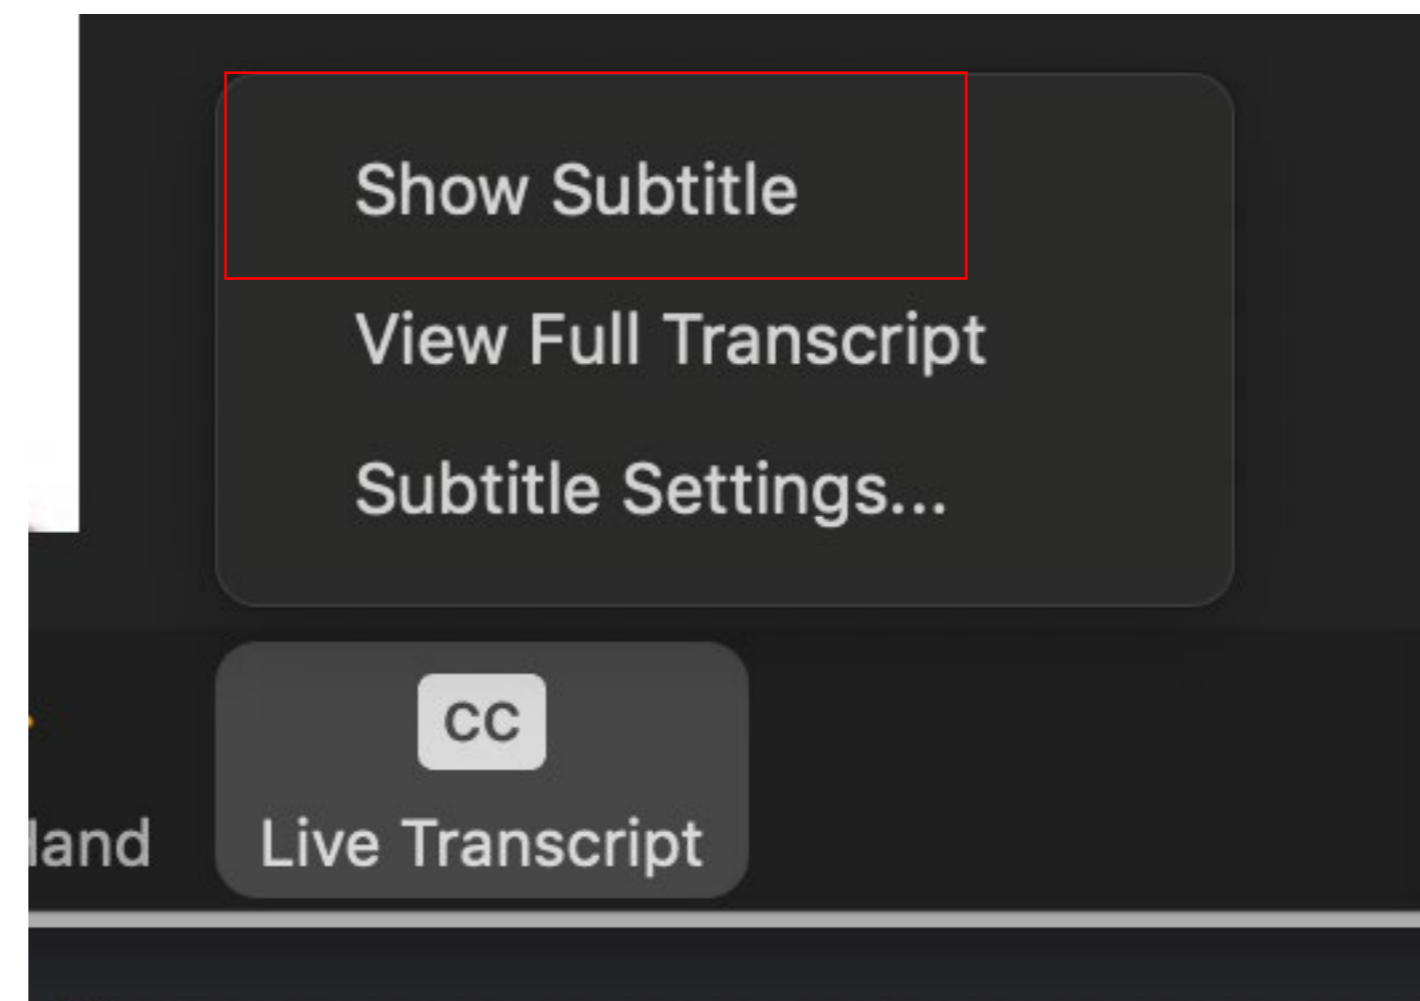 Show Subtitle
View Full Transcript
Subtitle Settings...
CC
Live Transcript